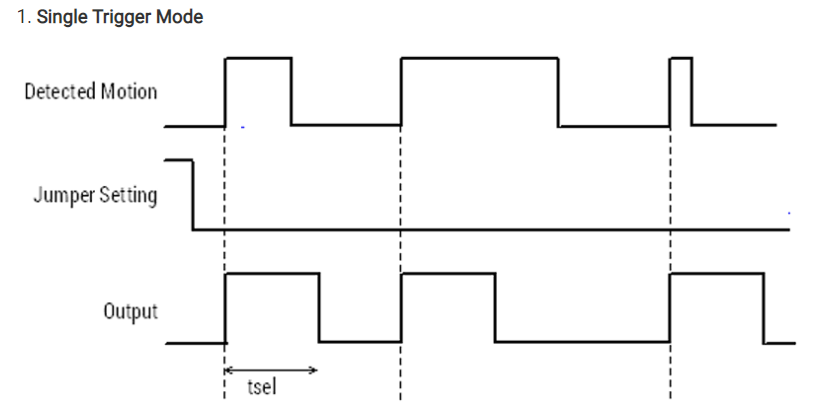 1. Single Trigger Mode
Detected Motion
Jumper Setting
Output
tsel